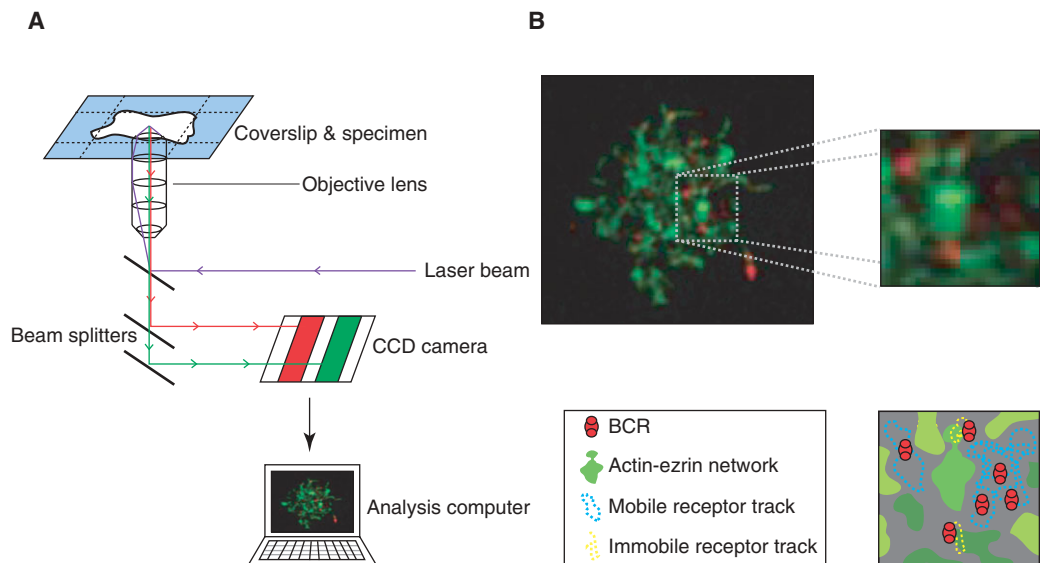 A
Coverslip & specimen
Objective lens
Laser beam
Beam splitters
CCD camera
Analysis computer
B
BCR
Actin-ezrin network
Mobile receptor track
Immobile receptor track